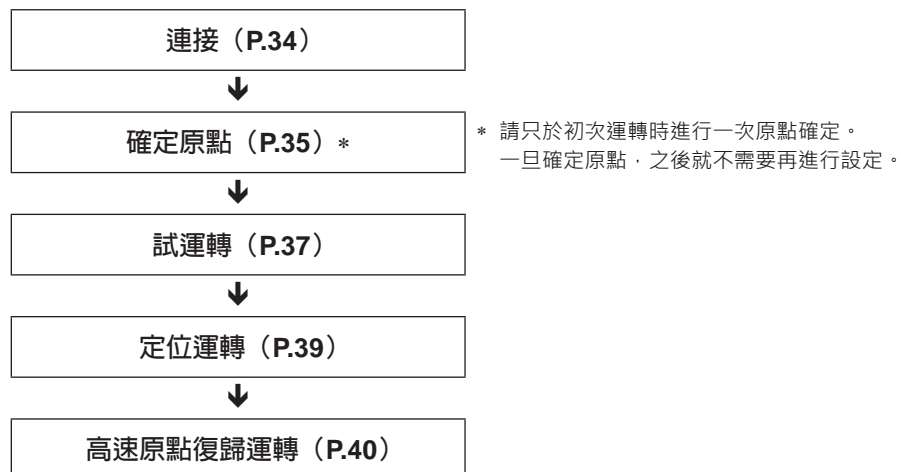 連接（P.34）
確定原點（P.35）*
* 請只於初次運轉時進行一次原點確定。
一旦確定原點，之後就不需要再進行設定。
試運轉（P.37）
定位運轉（P.39）
高速原點復歸運轉（P.40）